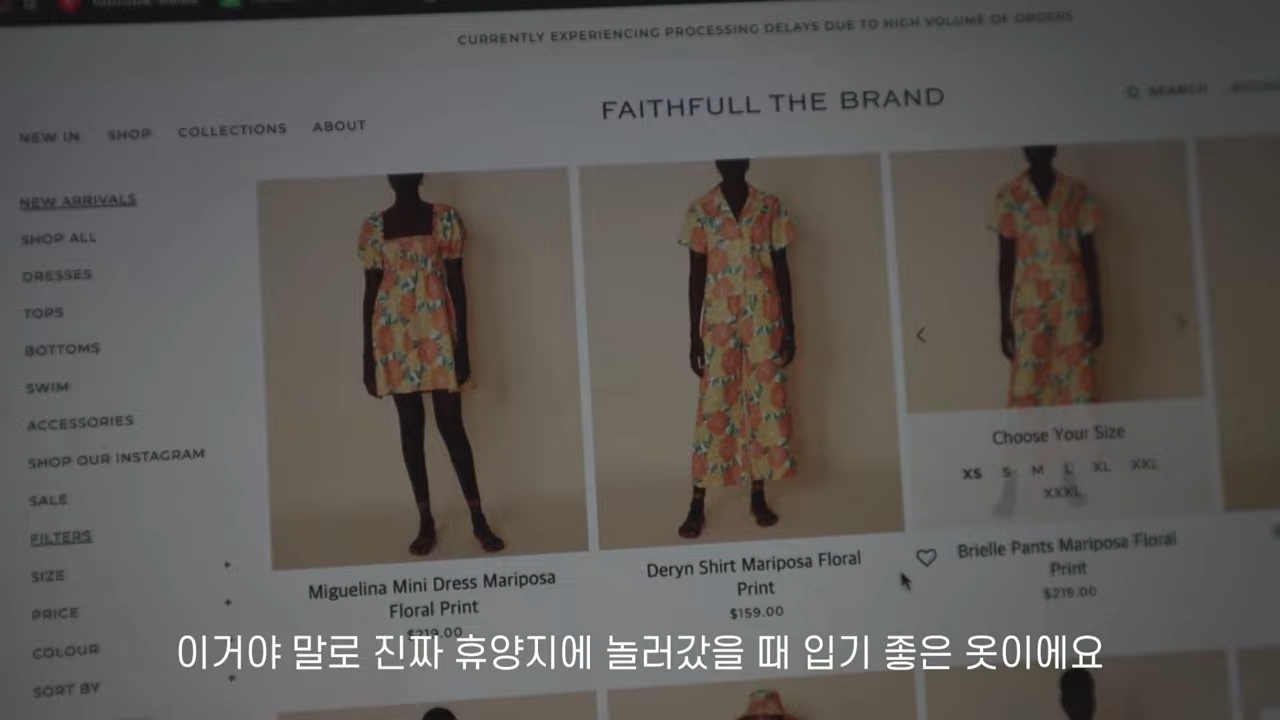 CURRENTLY EXPERIENCING PROCESSING DELAYS DUE TO HIGH VOLUME OF ORDERS
FAITHFULL THE BRAND
SEARCH
NEW IN SHOP COLLECTIONS ABOUT
NEW ARRIVALS
SHOP ALL
DRESSES
TOPS
BOTTOMS
SWIM
ACCESSORIES
SHOP OUR INSTAGRAM
SALE
FILTERS
SIZE +
PRICE +
COLOUR
SORT BY +
Miguelina Mini Dress Mariposa
Floral Print
$219.00
Deryn Shirt Mariposa Floral
Print
$159.00
Choose Your Size
XS S M L XL XXL
XXXL
Brielle Pants Mariposa Floral
Print
$219.00
이거야 말로 진짜 휴양지에 놀러갔을 때 입기 좋은 옷이에요